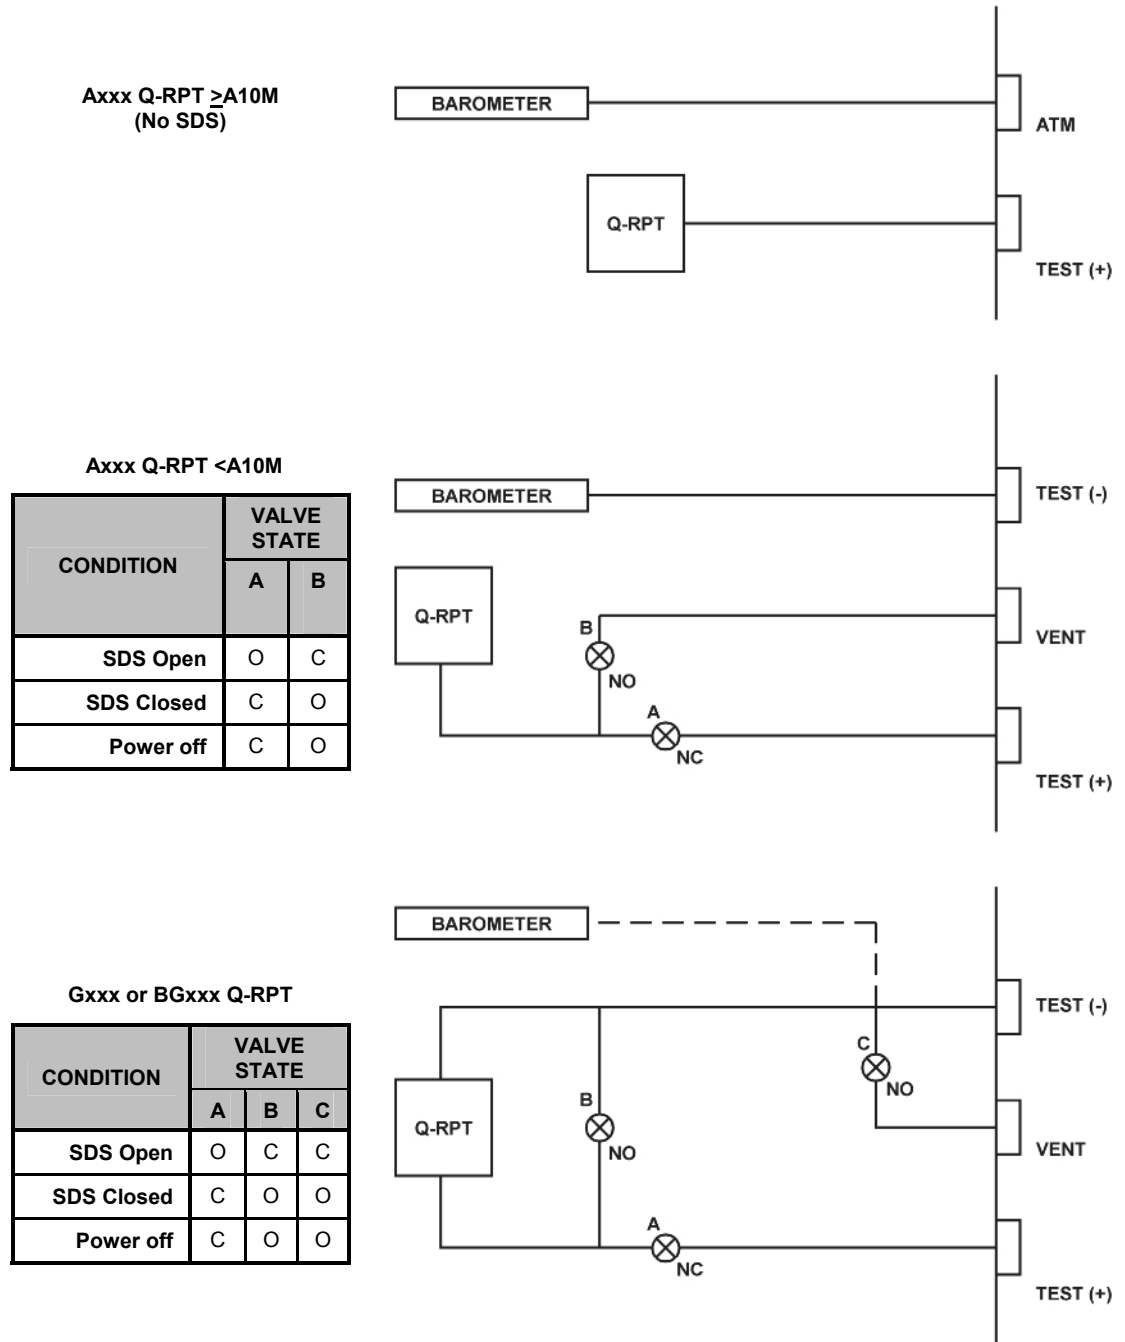 Axxx Q-RPT >A10M
(No SDS)
BAROMETER
ATM
Q-RPT
TEST (+)
Axxx Q-RPT <A10M
CONDITION
VALVE
STATE
A B
SDS Open O C
SDS Closed C O
Power off C O
BAROMETER
TEST (-)
Q-RPT
B
NO
VENT
A
NC
TEST (+)
Gxxx or BGxxx Q-RPT
CONDITION
VALVE
STATE
A B C
SDS Open O C C
SDS Closed C O O
Power off C O O
BAROMETER
TEST (-)
C
NO
Q-RPT
B
NO
VENT
A
NC
TEST (+)